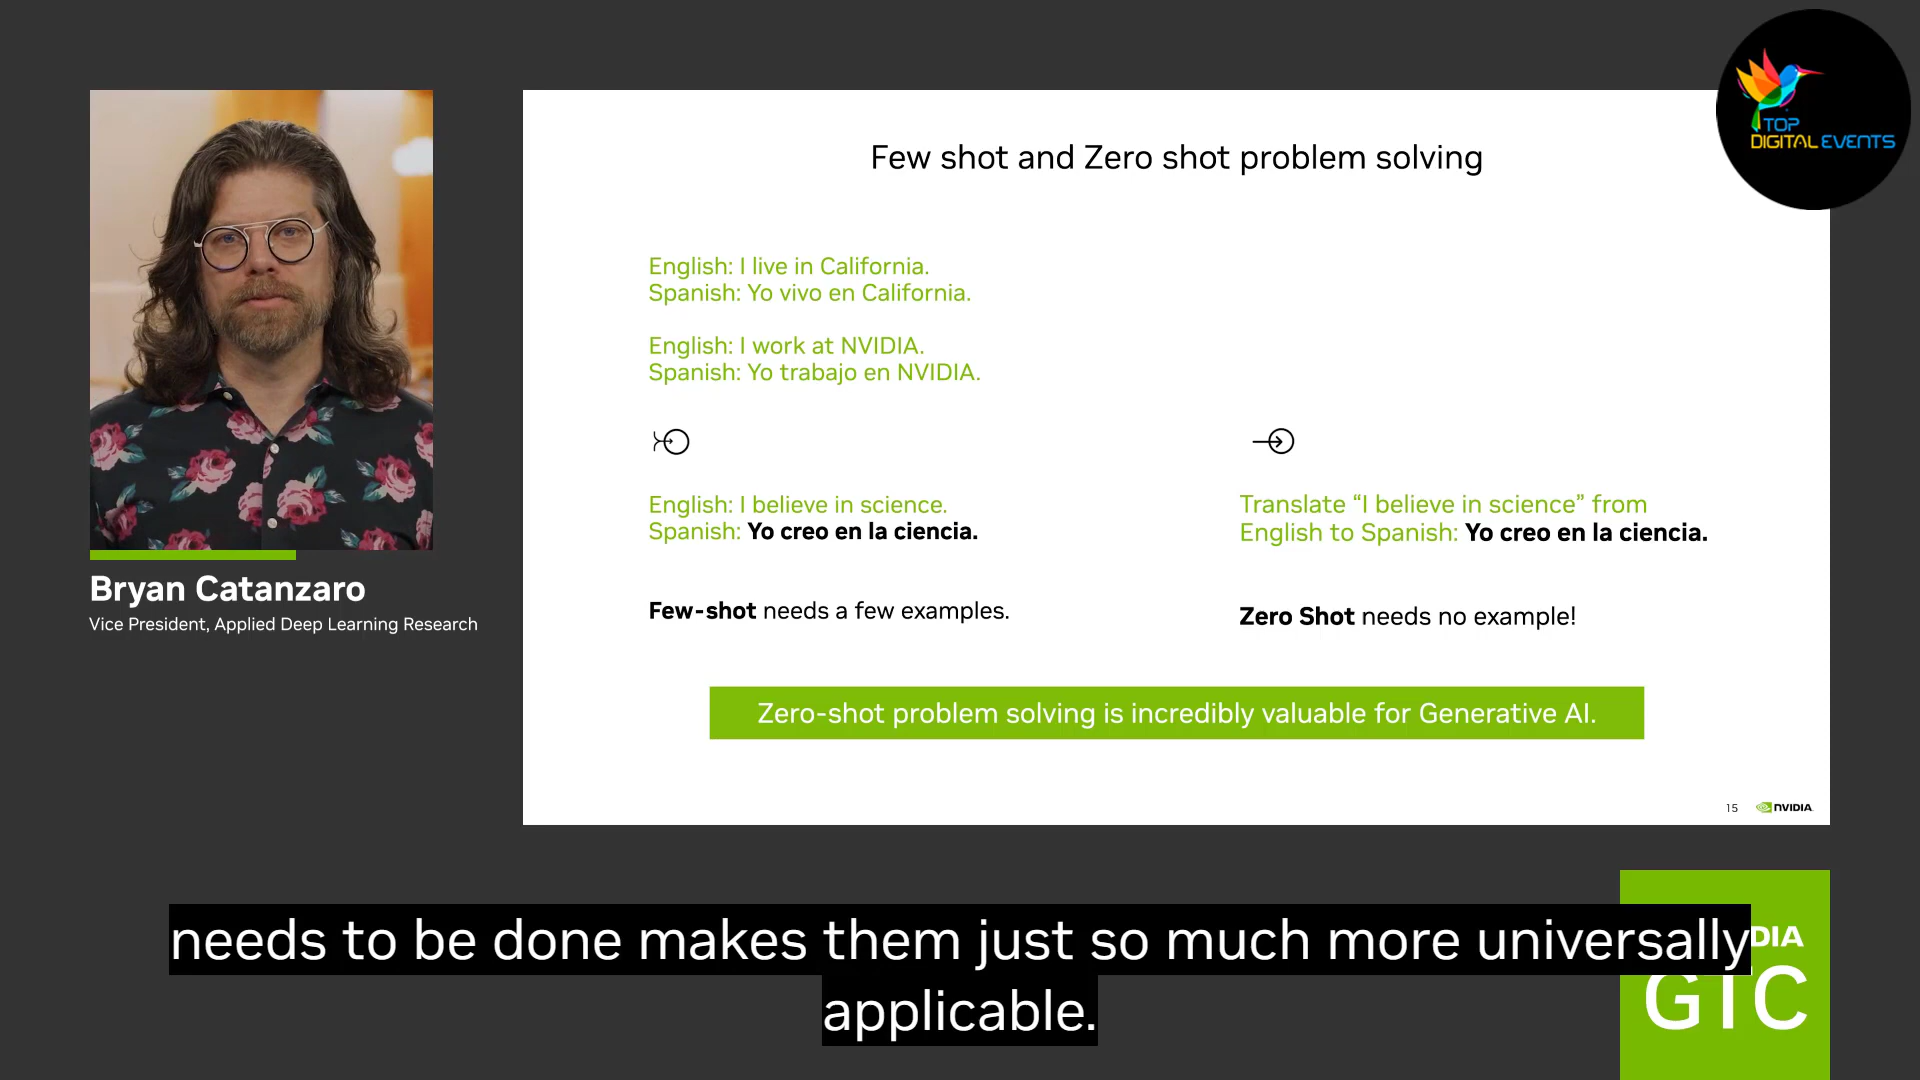 TOP
DIGITAL EVENTS
Few shot and Zero shot problem solving
English: I live in California.
Spanish: Yo vivo en California.
English: I work at NVIDIA.
Spanish: Yo trabajo en NVIDIA.
English: I believe in science.
Spanish: Yo creo en la ciencia.
Few-shot needs a few examples.
Translate “I believe in science” from
English to Spanish: Yo creo en la ciencia.
Zero Shot needs no example!
Zero-shot problem solving is incredibly valuable for Generative AI.
15 NVIDIA
Bryan Catanzaro
Vice President, Applied Deep Learning Research
needs to be done makes them just so much more universally
applicable.
GTC